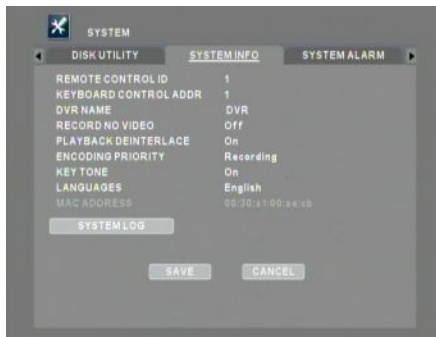 SYSTEM
DISK UTILITY SYSTEM INFO SYSTEM ALARM
REMOTE CONTROL ID 1
KEYBOARD CONTROL ADDR 1
DVR NAME DVR
RECORD NO VIDEO Off
PLAYBACK DEINTERLACE On
ENCODING PRIORITY Recording
KEY TONE On
LANGUAGES English
MAC ADDRESS
SYSTEM LOG
SAVE CANCEL